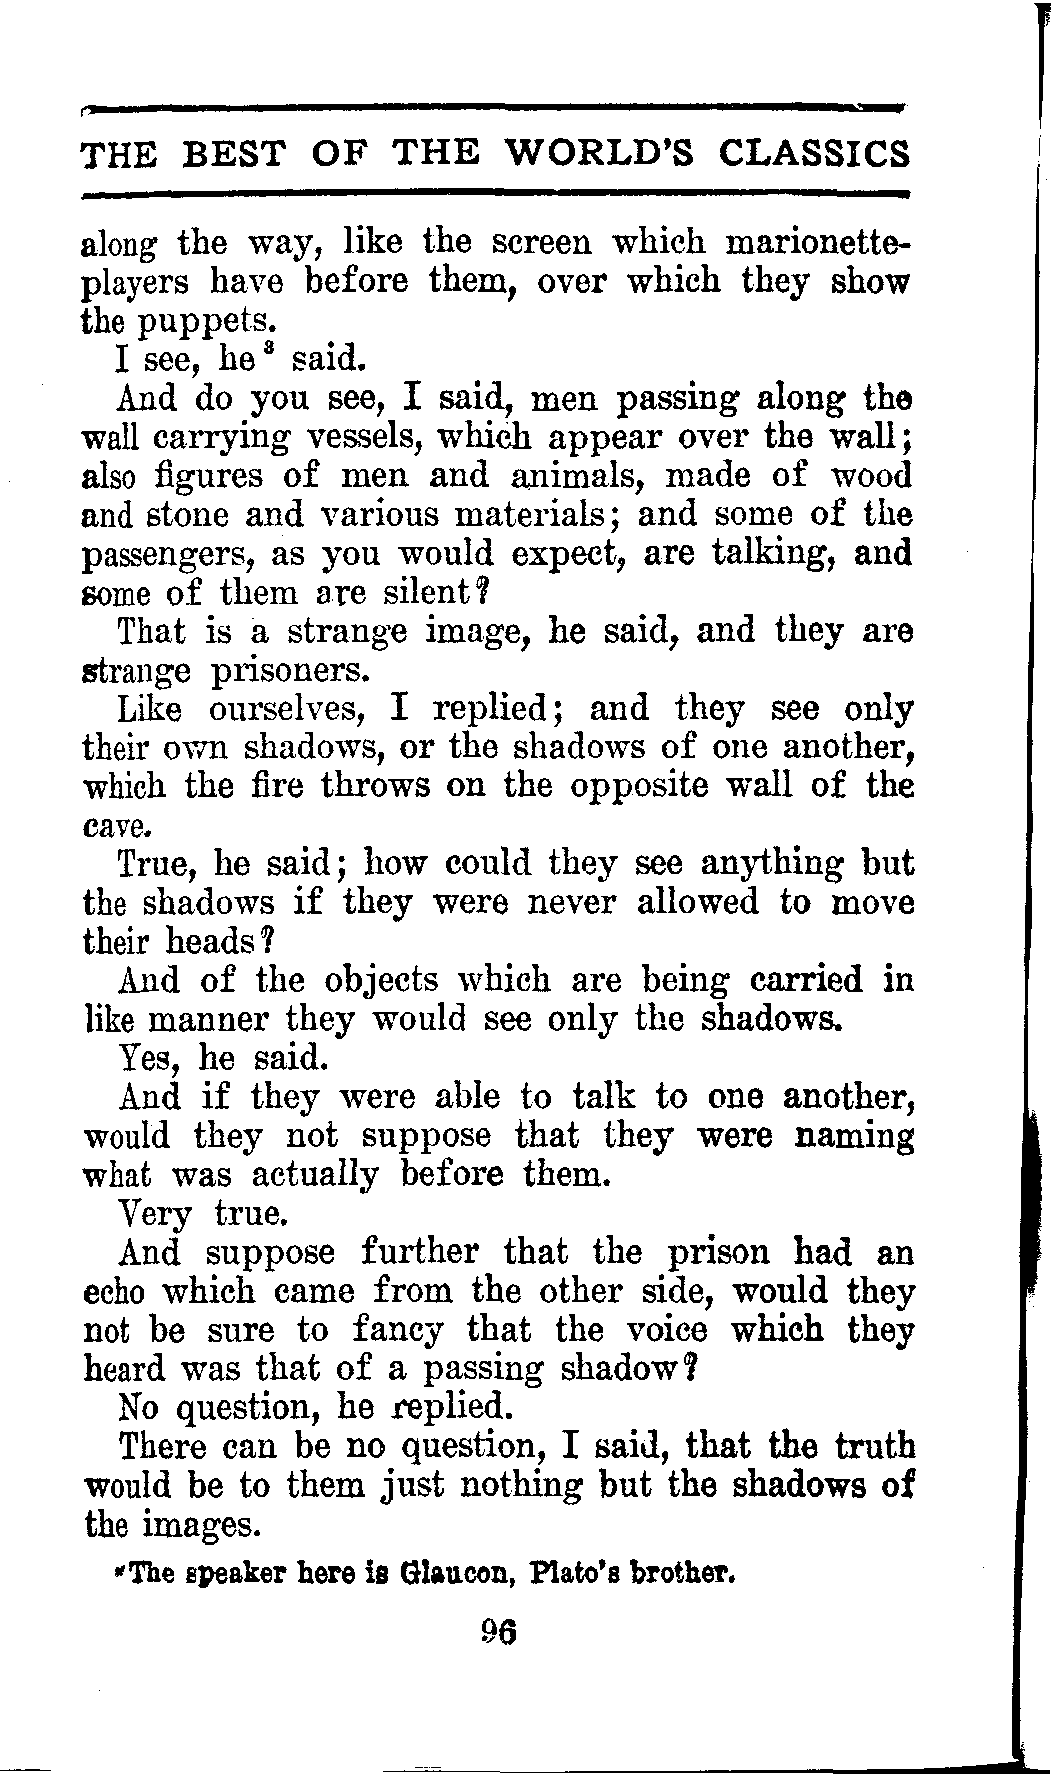 THE BEST OF THE WORLD'S CLASSICS
along the way, like the screen which marionette-
players have before them, over which they show
the puppets.
I see, he ³ said.
And do you see, I said, men passing along the
wall carrying vessels, which appear over the wall;
also figures of men and animals, made of wood
and stone and various materials; and some of the
passengers, as you would expect, are talking, and
some of them are silent?
That is a strange image, he said, and they are
strange prisoners.
Like ourselves, I replied; and they see only
their own shadows, or the shadows of one another,
which the fire throws on the opposite wall of the
cave.
True, he said; how could they see anything but
the shadows if they were never allowed to move
their heads?
And of the objects which are being carried in
like manner they would see only the shadows.
Yes, he said.
And if they were able to talk to one another,
would they not suppose that they were naming
what was actually before them.
Very true.
And suppose further that the prison had an
echo which came from the other side, would they
not be sure to fancy that the voice which they
heard was that of a passing shadow?
No question, he replied.
There can be no question, I said, that the truth
would be to them just nothing but the shadows of
the images.
³ The speaker here is Glaucon, Plato's brother.
96